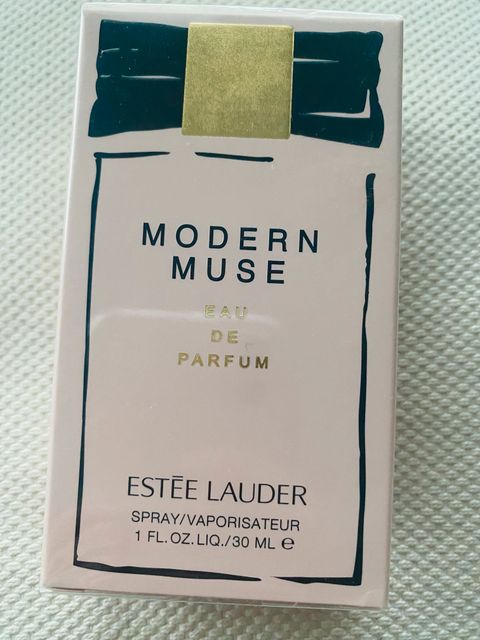 MODERN
MUSE
EAU
DE
PARFUM
ESTĒE LAUDER
SPRAY/VAPORISATEUR
1 FL.OZ.LIQ./30 ML ℮